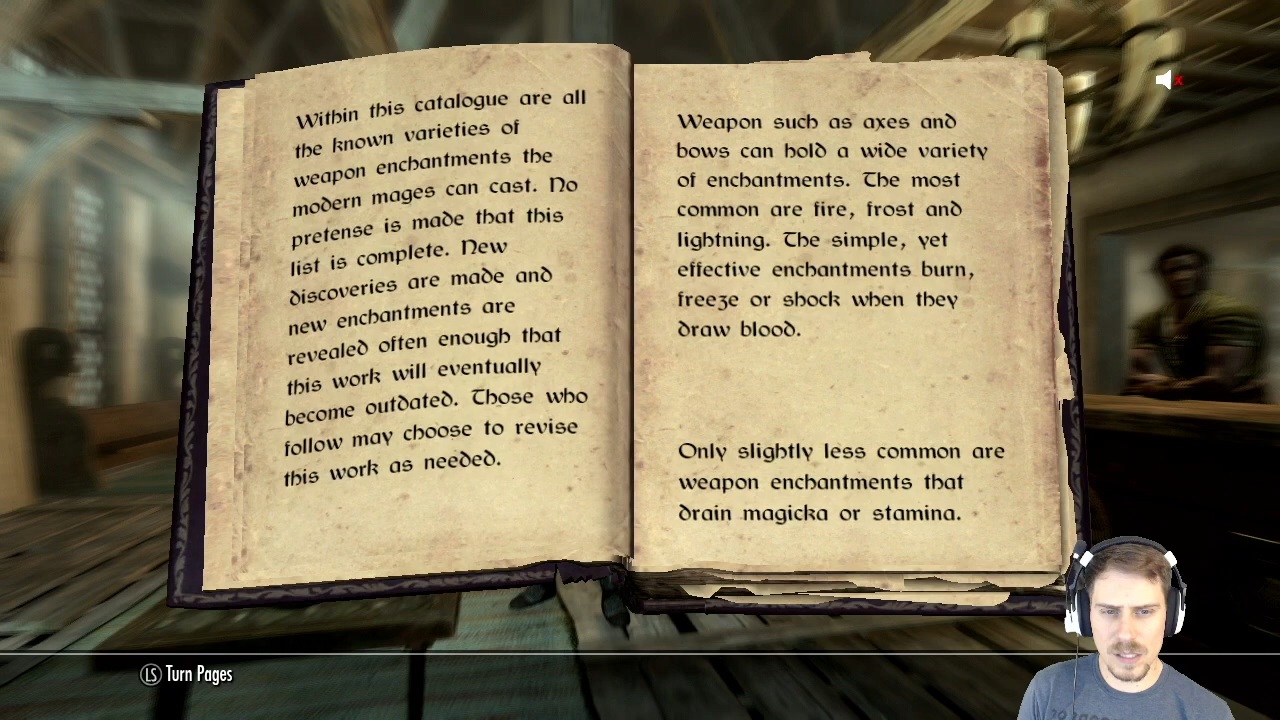 Within this catalogue are all
the known varieties of
weapon enchantments the
modern mages can cast. No
pretense is made that this
list is complete. New
discoveries are made and
new enchantments are
revealed often enough that
this work will eventually
become outdated. Those who
follow may choose to revise
this work as needed.
Weapon such as axes and
bows can hold a wide variety
of enchantments. The most
common are fire, frost and
lightning. The simple, yet
effective enchantments burn,
freeze or shock when they
draw blood.
Only slightly less common are
weapon enchantments that
drain magicka or stamina.
LS Turn Pages